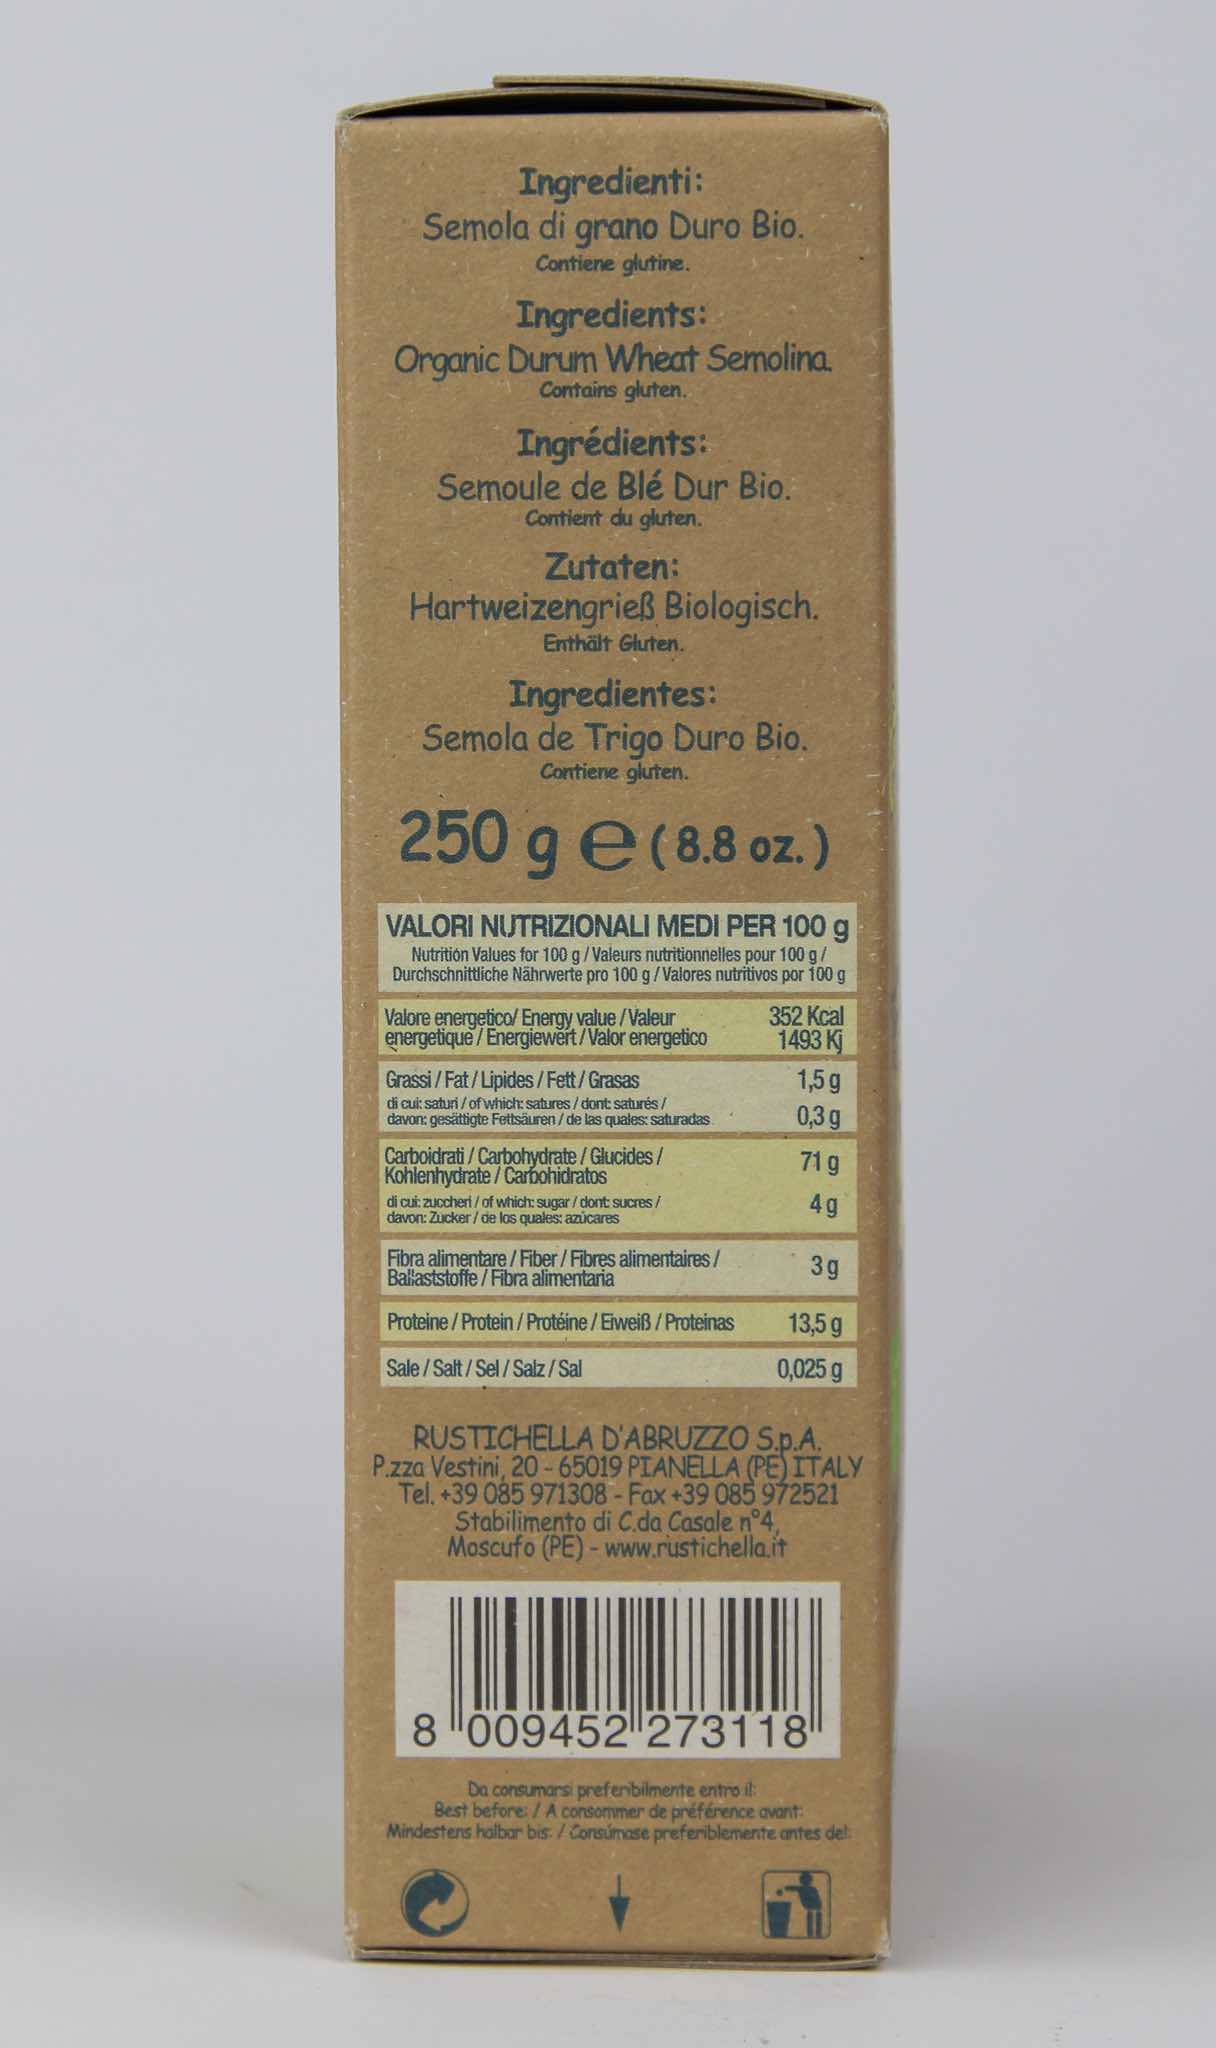 Ingredienti:
Semola di grano Duro Bio.
Contiene glutine.
Ingredients:
Organic Durum Wheat Semolina.
Contains gluten.
Ingrédients:
Semoule de Blé Dur Bio.
Contient du gluten.
Zutaten:
Hartweizengrieß Biologisch.
Enthält Gluten.
Ingredientes:
Semola de Trigo Duro Bio.
Contiene gluten.
250 g e (8.8 oz.)
VALORI NUTRIZIONALI MEDI PER 100 g
Nutrition Values for 100 g / Valeurs nutritionnelles pour 100 g /
Durchschnittliche Nährwerte pro 100 g / Valores nutritivos por 100 g
Valore energetico/ Energy value / Valeur 352 Kcal
energetique / Energiewert / Valor energetico 1493 Kj
Grassi / Fat / Lipides / Fett / Grasas 1,5 g
di cui: saturi / of which: satures / dont: saturés /
davon: gesättigte Fettsäuren / de las quales: saturadas 0,3 g
Carboidrati / Carbohydrate / Glucides / 71 g
Kohlenhydrate / Carbohidratos
di cui: zuccheri / of which: sugar / dont: sucres / 4 g
davon: Zucker / de los quales: azúcares
Fibra alimentare / Fiber / Fibres alimentaires / 3 g
Ballaststoffe / Fibra alimentaria
Proteine / Protein / Protéine / Eiweiß / Proteinas 13,5 g
Sale / Salt / Sel / Salz / Sal 0,025 g
RUSTICHELLA D'ABRUZZO S.p.A.
P.zza Vestini, 20 - 65019 PIANELLA (PE) ITALY
Tel. +39 085 971308 - Fax +39 085 972521
Stabilimento di C.da Casale n°4,
Moscufo (PE) - www.rustichella.it
8 009452 273118
Da consumarsi preferibilmente entro il:
Best before: / A consommer de préférence avant:
Mindestens halbar bis: / Consúmase preferiblemente antes del: